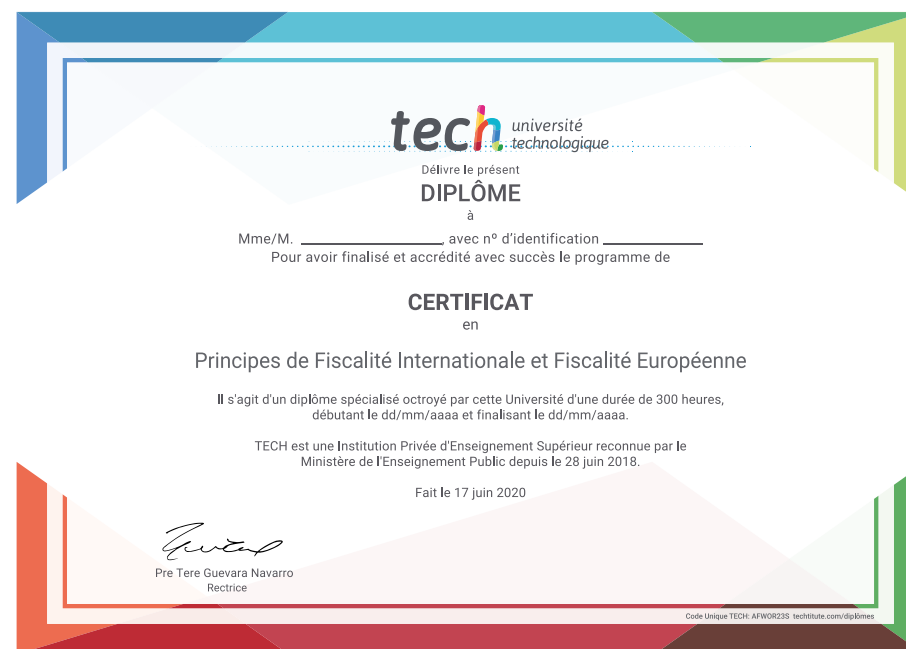 tech université
technologique
Délivre le présent
DIPLÔME
à
Mme/M. ____________, avec nº d'identification ____________
Pour avoir finalisé et accrédité avec succès le programme de
CERTIFICAT
en
Principes de Fiscalité Internationale et Fiscalité Européenne
Il s'agit d'un diplôme spécialisé octroyé par cette Université d'une durée de 300 heures,
débutant le dd/mm/aaaa et finalisant le dd/mm/aaaa.
TECH est une Institution Privée d'Enseignement Supérieur reconnue par le
Ministère de l'Enseignement Public depuis le 28 juin 2018.
Fait le 17 juin 2020
Pre Tere Guevara Navarro
Rectrice
Code Unique TECH: AFWOR23S techtitute.com/diplômes